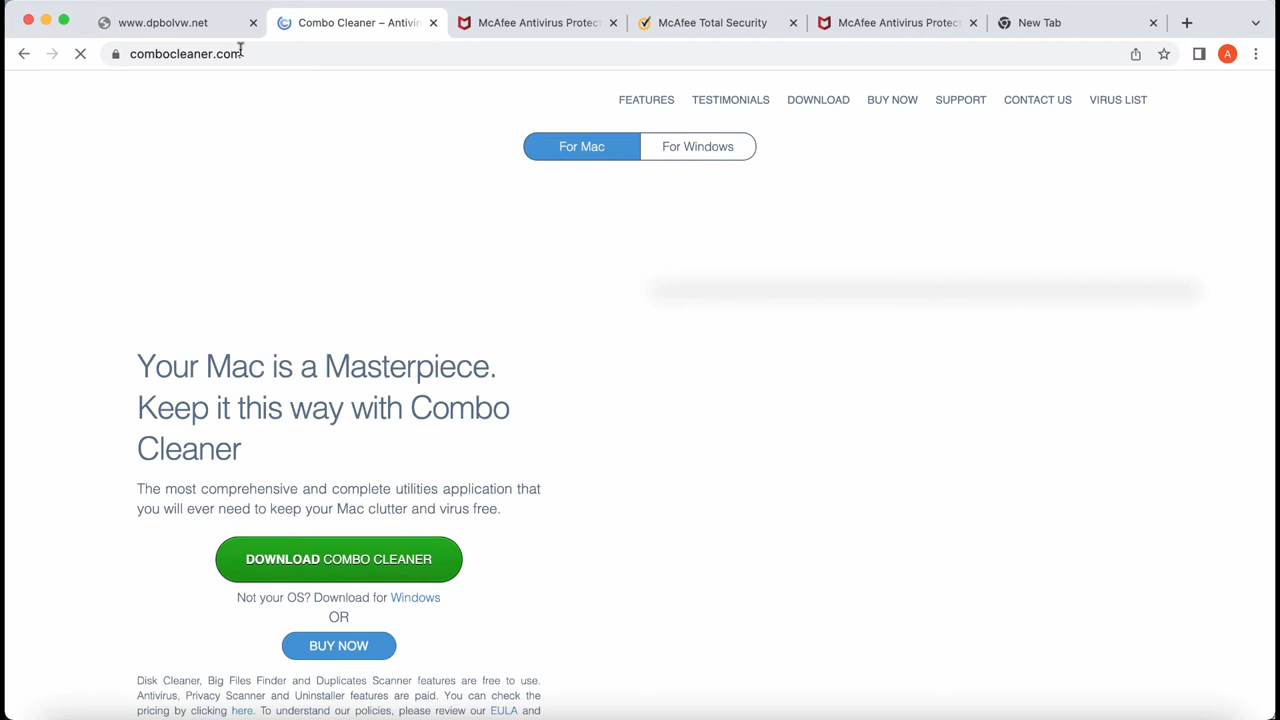 www.dpbolvw.net
Combo Cleaner – Antivir
McAfee Antivirus Protect
McAfee Total Security
McAfee Antivirus Protect
New Tab
combocleaner.com
A
FEATURES TESTIMONIALS DOWNLOAD BUY NOW SUPPORT CONTACT US VIRUS LIST
For Mac For Windows
Your Mac is a Masterpiece.
Keep it this way with Combo
Cleaner
The most comprehensive and complete utilities application that
you will ever need to keep your Mac clutter and virus free.
DOWNLOAD COMBO CLEANER
Not your OS? Download for Windows
OR
BUY NOW
Disk Cleaner, Big Files Finder and Duplicates Scanner features are free to use.
Antivirus, Privacy Scanner and Uninstaller features are paid. You can check the
pricing by clicking here. To understand our policies, please review our EULA and